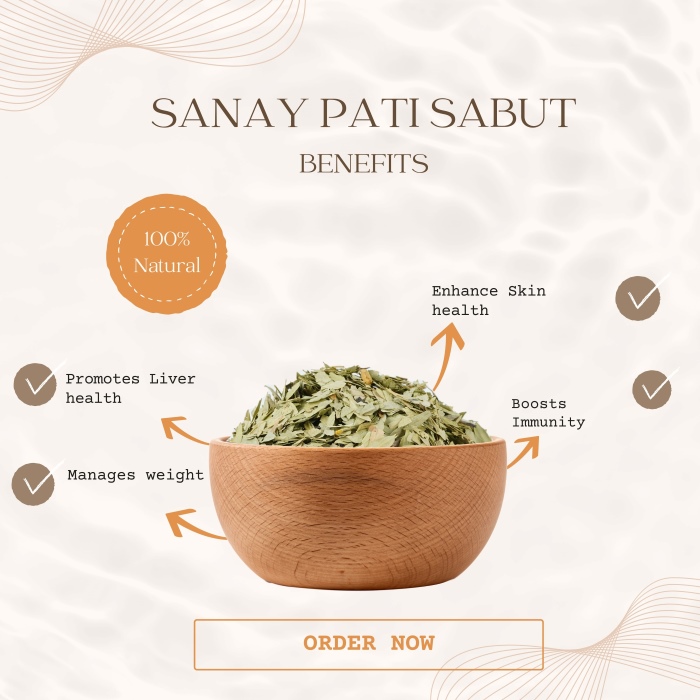 SANAY PATI SABUT
BENEFITS
100%
Natural
Enhance Skin
health
Promotes Liver
health
Boosts
Immunity
Manages weight
ORDER NOW